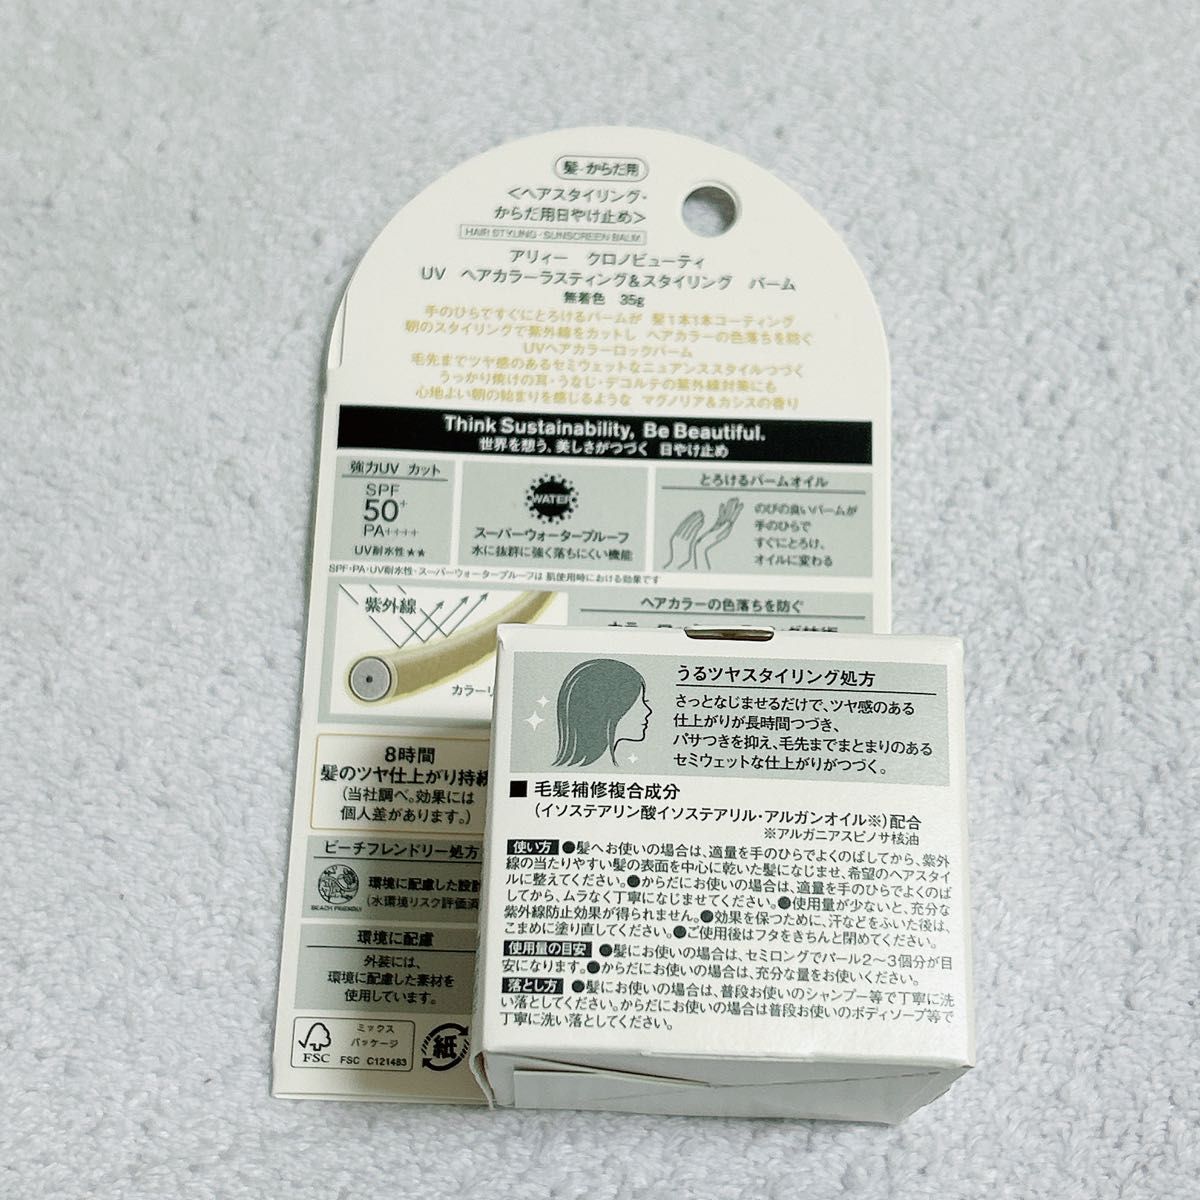 髪・からだ用
＜ヘアスタイリング・
からだ用日やけ止め＞
HAIR STYLING・SUNSCREEN BALM
アリィー クロノビューティ
UV ヘアカラーラスティング&スタイリング バーム
無着色 35g
手のひらですぐにとろけるバームが 髪1本1本コーティング
朝のスタイリングで紫外線をカットし ヘアカラーの色落ちを防ぐ
UVヘアカラーロックバーム
毛先までツヤ感のあるセミウェットなニュアンススタイルつづく
うっかり焼けの耳・うなじ・デコルテの紫外線対策にも
心地よい朝の始まりを感じるような マグノリア&カシスの香り
Think Sustainability, Be Beautiful.
世界を想う、美しさがつづく 日やけ止め
強力UV カット
SPF
50+
PA++++
UV耐水性★★
WATER
スーパーウォータープルーフ
水に抜群に強く落ちにくい機能
とろけるバームオイル
のびの良いバームが
手のひらで
すぐにとろけ、
オイルに変わる
SPF・PA・UV耐水性・スーパーウォータープルーフは 肌使用時における効果です
紫外線
カラーリ
ヘアカラーの色落ちを防ぐ
8時間
髪のツヤ仕上がり持続
(当社調べ。効果には
個人差があります。)
ビーチフレンドリー処方
BEACH FRIENDLY
環境に配慮した設計
(水環境リスク評価済
環境に配慮
外装には、
環境に配慮した素材を
使用しています。
FSC
ミックス
パッケージ
FSC C121483
紙
うるツヤスタイリング処方
さっとなじませるだけで、ツヤ感のある
仕上がりが長時間つづき、
パサつきを抑え、毛先までまとまりのある
セミウェットな仕上がりがつづく。
■ 毛髪補修複合成分
(イソステアリン酸イソステアリル・アルガンオイル※)配合
※アルガニアスピノサ核油
使い方 ●髪へお使いの場合は、適量を手のひらでよくのばしてから、紫外
線の当たりやすい髪の表面を中心に乾いた髪になじませ、希望のヘアスタイ
ルに整えてください。●からだにお使いの場合は、適量を手のひらでよくのば
してから、ムラなく丁寧になじませてください。●使用量が少ないと、充分な
紫外線防止効果が得られません。●効果を保つために、汗などをふいた後は、
こまめに塗り直してください。●ご使用後はフタをきちんと閉めてください。
使用量の目安 ●髪にお使いの場合は、セミロングでパール2～3個分が目
安になります。●からだにお使いの場合は、充分な量をお使いください。
落とし方 ●髪にお使いの場合は、普段お使いのシャンプー等で丁寧に洗
い落としてください。からだにお使いの場合は普段お使いのボディソープ等で
丁寧に洗い落としてください。